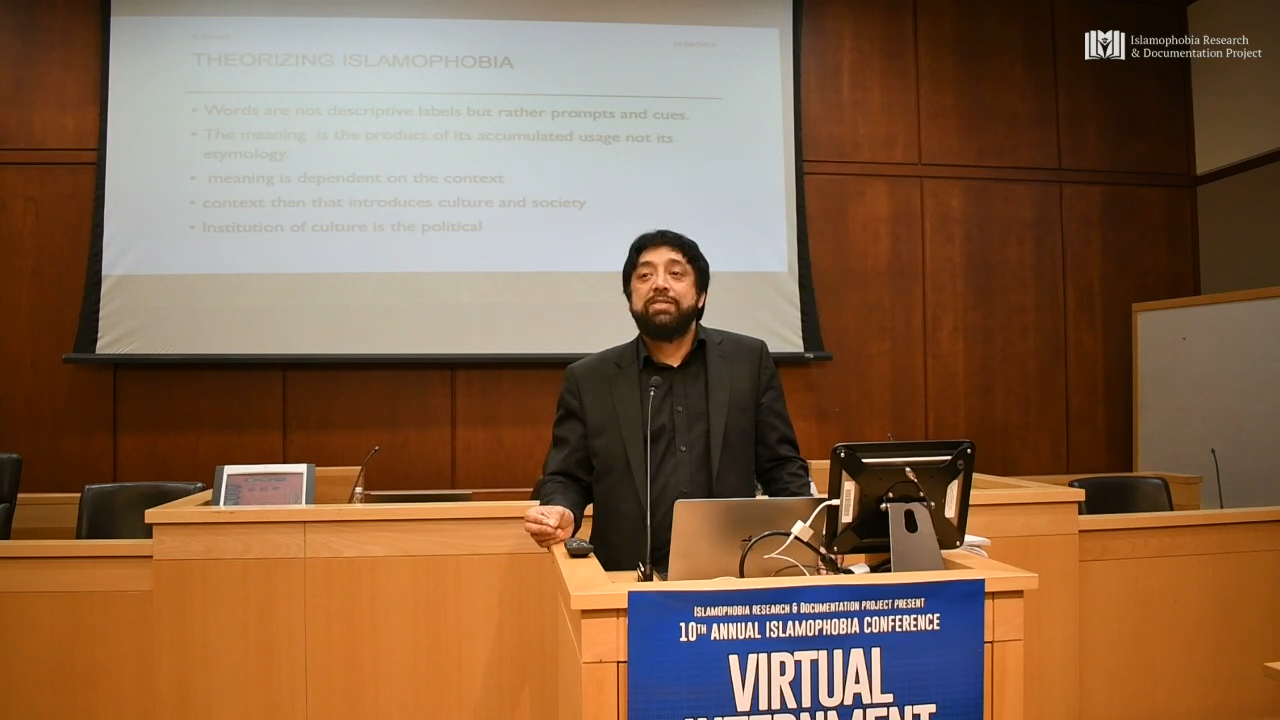 Islamophobia Research
& Documentation Project
THEORIZING ISLAMOPHOBIA
• Words are not descriptive labels but rather prompts and cues.
• The meaning is the product of its accumulated usage not its
etymology.
• meaning is dependent on the context
• context then that introduces culture and society
• Institution of culture is the political
ISLAMOPHOBIA RESEARCH & DOCUMENTATION PROJECT PRESENT
10TH ANNUAL ISLAMOPHOBIA CONFERENCE
VIRTUAL
INTERNMENT